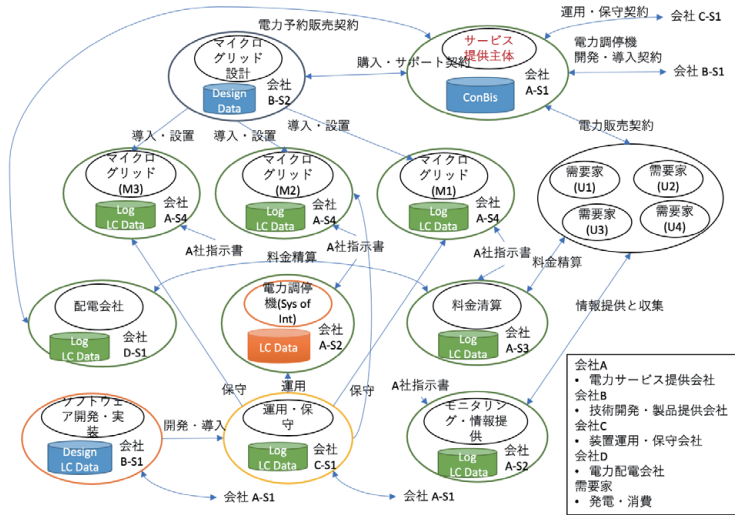 電力予約販売契約
運用・保守契約
会社 C-S1
マイクロ
グリッド
設計
Design
Data
会社
B-S2
購入・サポート契約
サービス
提供主体
ConBis
会社
A-S1
電力調停機
開発・導入契約
会社 B-S1
導入・設置
導入・設置
導入・設置
電力販売契約
マイクログ
リッド
(M3)
Log
LC Data
会社
A-S4
マイクログ
リッド
(M2)
Log
LC Data
会社
A-S4
マイクログ
リッド
(M1)
Log
LC Data
会社
A-S4
需要家
(U1)
需要家
(U2)
需要家
(U3)
需要家
(U4)
A社指示書
A社指示書
A社指示書
料金精算
料金精算
配電会社
Log
LC Data
会社
D-S1
電力調停
機(Sys of
Int)
LC Data
会社
A-S2
料金清算
Log
LC Data
会社
A-S3
情報提供と収集
保守
運用
保守
A社指示書
ソフトウェ
ア開発・実
装
Design
LC Data
会社
B-S1
開発・導入
運用・保
守
Log
LC Data
会社
C-S1
モニタリン
グ・情報提
供
Log
LC Data
会社
A-S2
会社 A-S1
会社 A-S1
会社A
• 電力サービス提供会社
会社B
• 技術開発・製品提供会社
会社C
• 装置運用・保守会社
会社D
• 電力配電会社
需要家
• 発電・消費